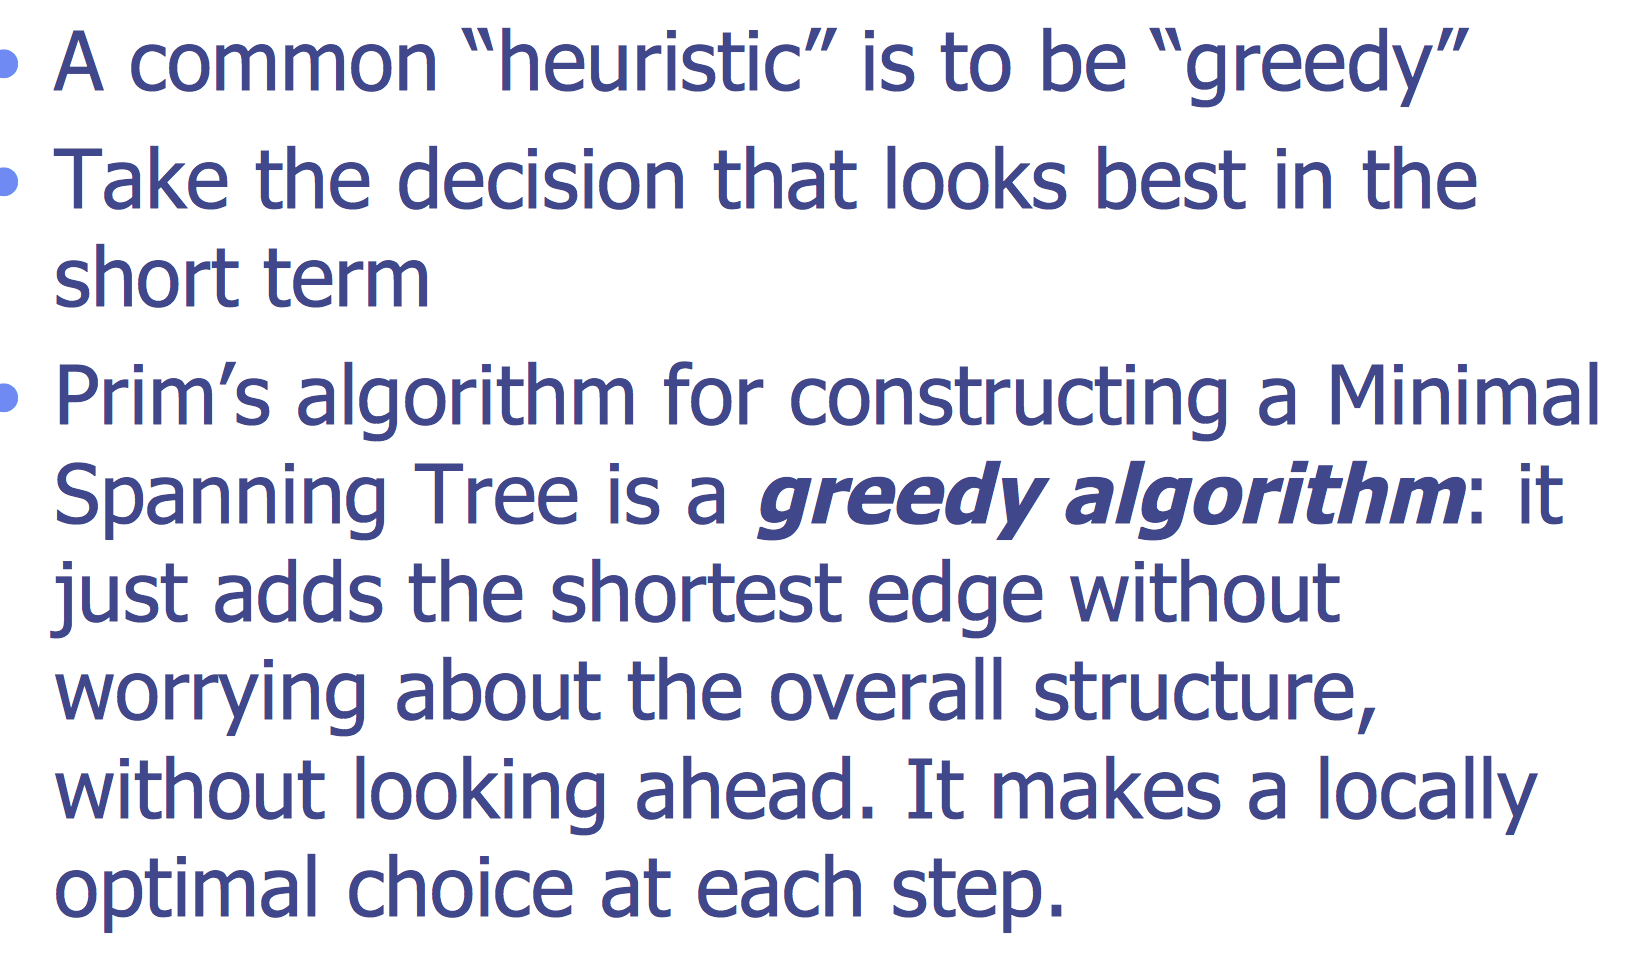 • A common “heuristic” is to be “greedy”
• Take the decision that looks best in the
short term
• Prim’s algorithm for constructing a Minimal
Spanning Tree is a greedy algorithm: it
just adds the shortest edge without
worrying about the overall structure,
without looking ahead. It makes a locally
optimal choice at each step.